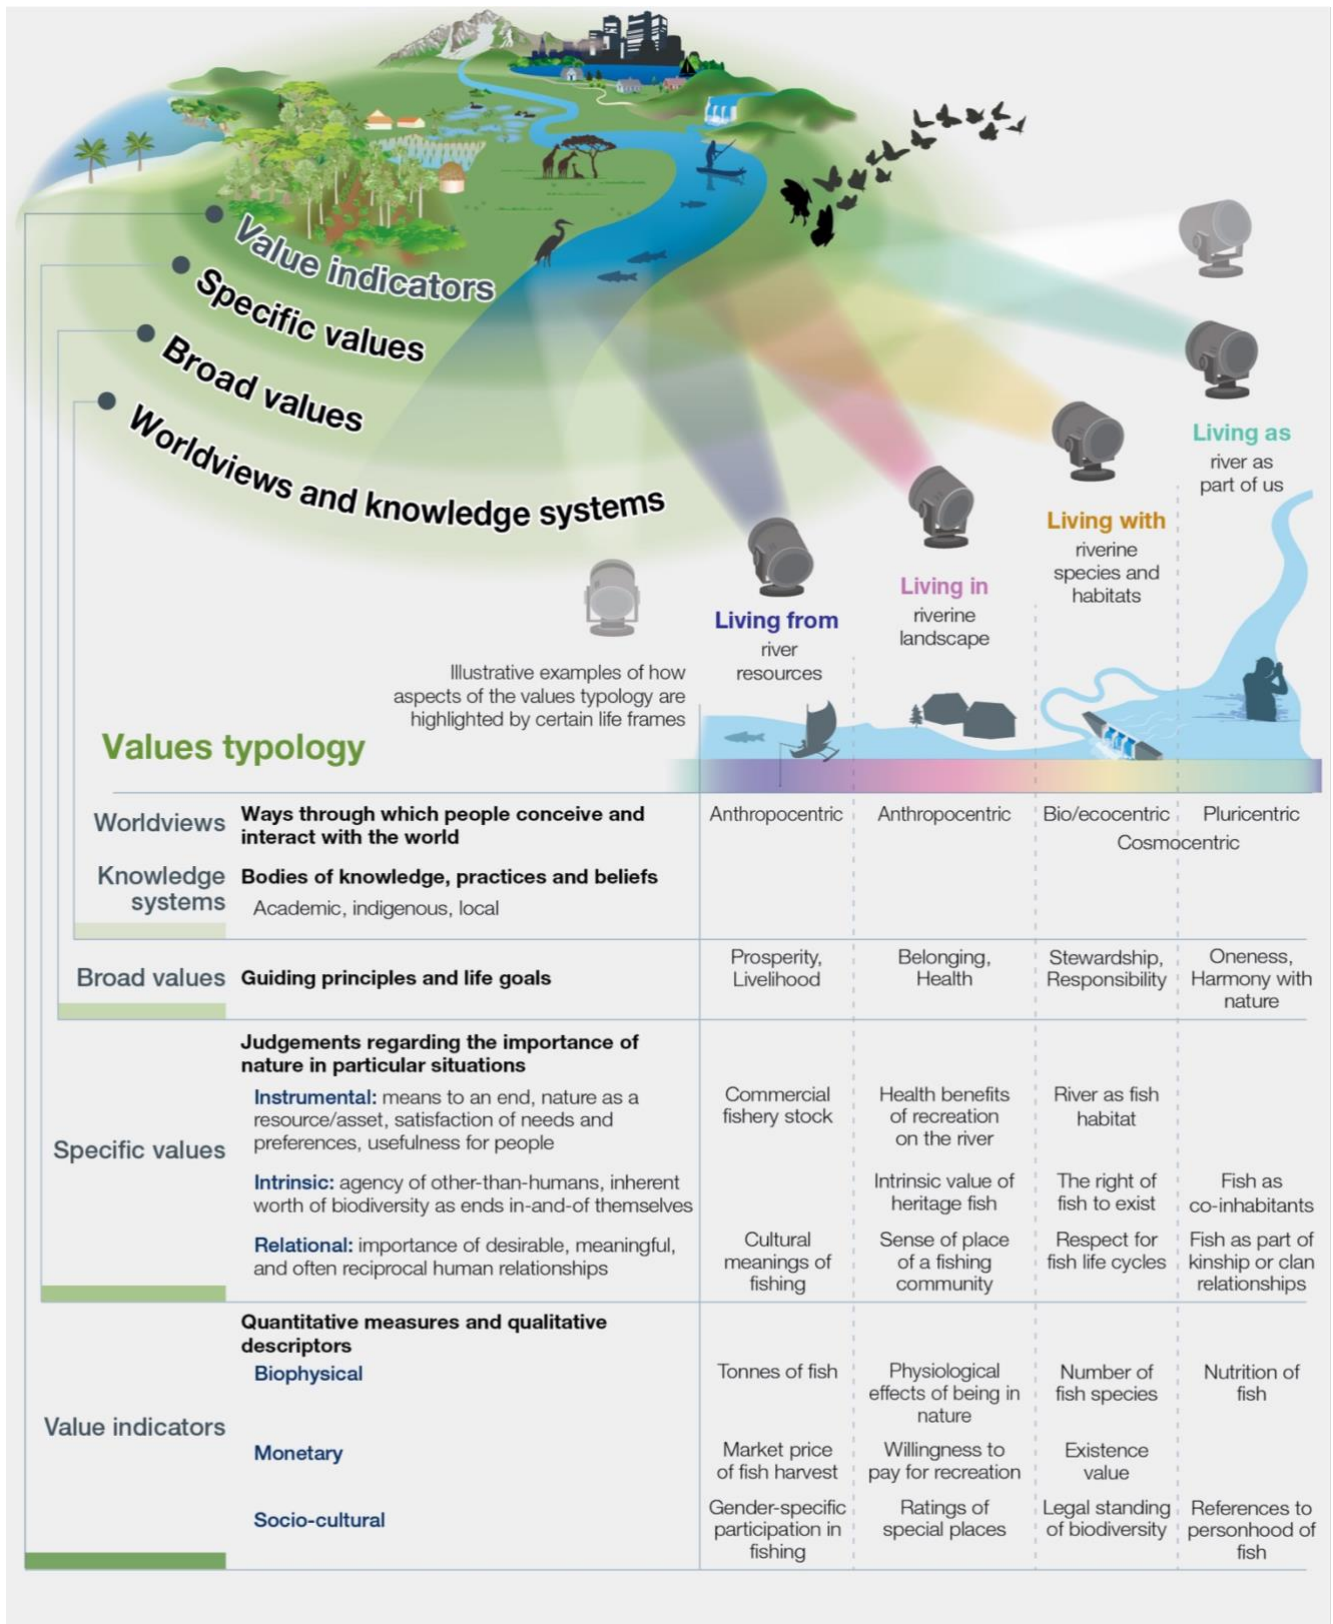 Value indicators
Specific values
Broad values
Worldviews and knowledge systems
Living as
river as
part of us
Living with
riverine
species and
habitats
Living in
riverine
landscape
Living from
river
resources
Illustrative examples of how
aspects of the values typology are
highlighted by certain life frames
Values typology
Worldviews
Ways through which people conceive and
interact with the world
Anthropocentric
Anthropocentric
Bio/ecocentric
Pluricentric
Cosmocentric
Knowledge
systems
Bodies of knowledge, practices and beliefs
Academic, indigenous, local
Broad values
Guiding principles and life goals
Prosperity,
Livelihood
Belonging,
Health
Stewardship,
Responsibility
Oneness,
Harmony with
nature
Specific values
Judgements regarding the importance of
nature in particular situations
Instrumental: means to an end, nature as a
resource/asset, satisfaction of needs and
preferences, usefulness for people
Commercial
fishery stock
Health benefits
of recreation
on the river
River as fish
habitat
Intrinsic: agency of other-than-humans, inherent
worth of biodiversity as ends in-and-of themselves
Intrinsic value of
heritage fish
The right of
fish to exist
Fish as
co-inhabitants
Relational: importance of desirable, meaningful,
and often reciprocal human relationships
Cultural
meanings of
fishing
Sense of place
of a fishing
community
Respect for
fish life cycles
Fish as part of
kinship or clan
relationships
Value indicators
Quantitative measures and qualitative
descriptors
Biophysical
Tonnes of fish
Physiological
effects of being in
nature
Number of
fish species
Nutrition of
fish
Monetary
Market price
of fish harvest
Willingness to
pay for recreation
Existence
value
Socio-cultural
Gender-specific
participation in
fishing
Ratings of
special places
Legal standing
of biodiversity
References to
personhood of
fish